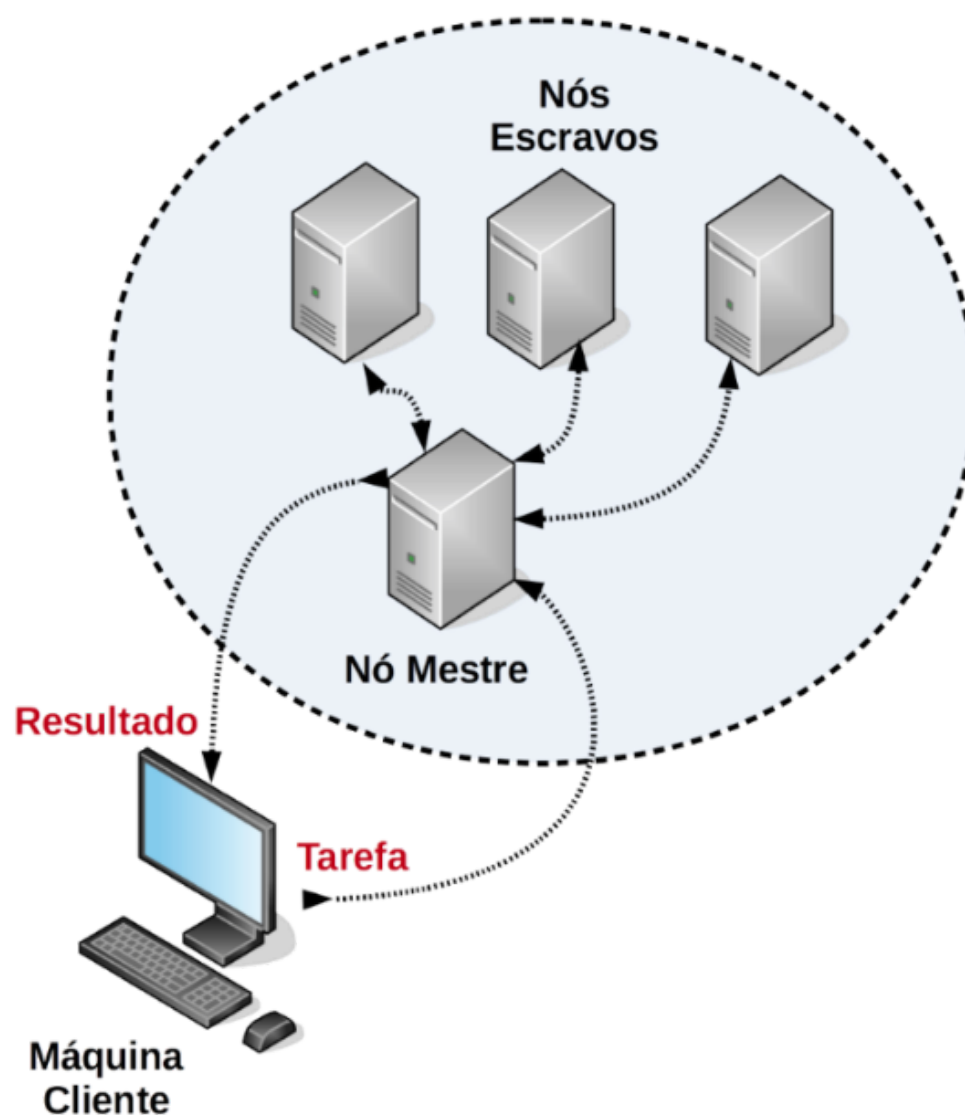 Nós
Escravos
Nó Mestre
Resultado
Tarefa
Máquina
Cliente